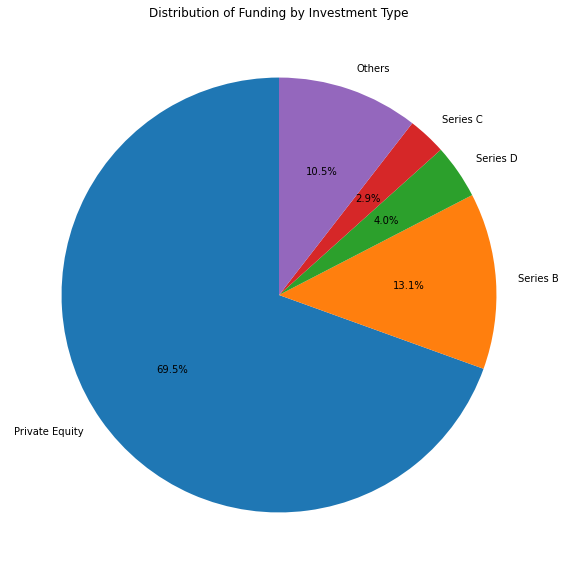 Distribution of Funding by Investment Type
Others
Series C
Series D
10.5%
2.9%
4.0%
Series B
13.1%
69.5%
Private Equity